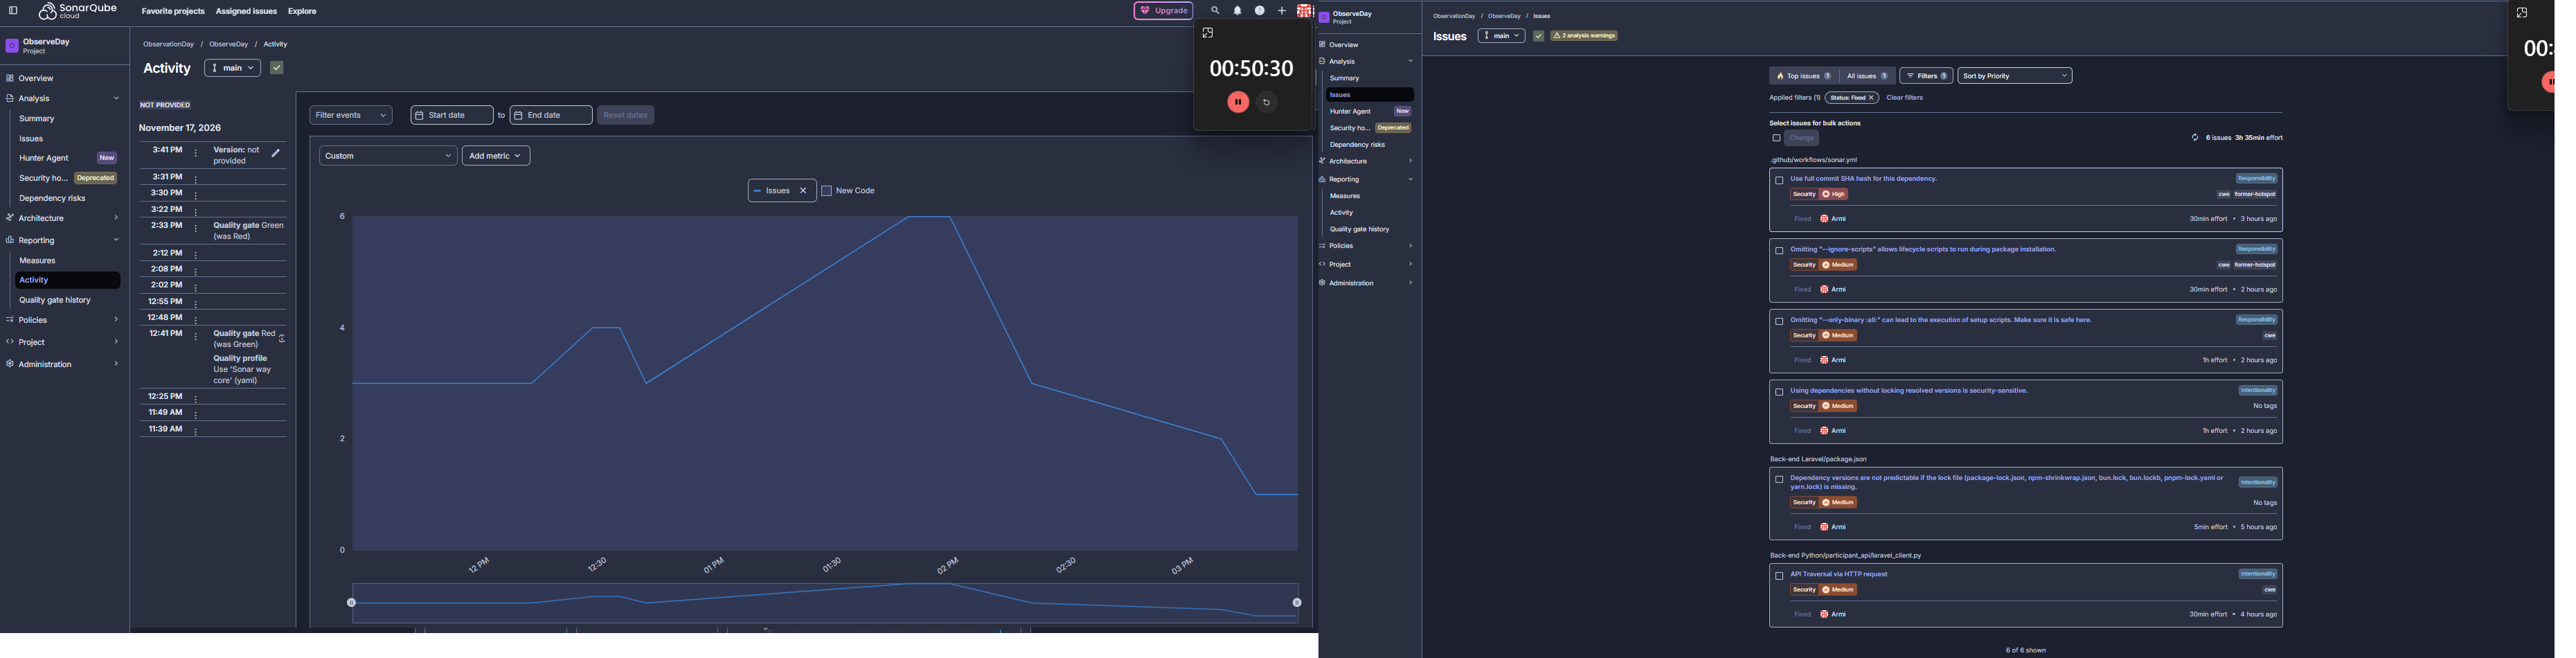 SonarQube
cloud
Favorite projects
Assigned issues
Explore
Upgrade
ObserveDay
Project
Overview
Analysis
Summary
Issues
Hunter Agent New
Security ho... Deprecated
Dependency risks
Architecture
Reporting
Measures
Activity
Quality gate history
Policies
Project
Administration
ObservationDay / ObserveDay / Activity
Activity
main
NOT PROVIDED
November 17, 2026
3:41 PM Version: not
provided
3:31 PM
3:30 PM
3:22 PM
2:33 PM Quality gate Green
(was Red)
2:12 PM
2:08 PM
2:02 PM
12:55 PM
12:48 PM
12:41 PM Quality gate Red
(was Green)
Quality profile
Use 'Sonar way
core' (yaml)
12:25 PM
11:49 AM
11:39 AM
Filter events
Start date to End date Reset dates
Custom
Add metric
Issues
New Code
6
4
2
0
12 PM
12:30
01 PM
01:30
02 PM
02:30
03 PM
00:50:30
ObserveDay
Project
Overview
Analysis
Summary
Issues
Hunter Agent New
Security ho... Deprecated
Dependency risks
Architecture
Reporting
Measures
Activity
Quality gate history
Policies
Project
Administration
ObservationDay / ObserveDay / Issues
Issues
main
2 analysis warnings
00:
Top issues 1
All issues 1
Filters 1
Sort by Priority
Applied filters (1) Status: Fixed Clear filters
Select issues for bulk actions
Change
6 issues 3h 35min effort
.github/workflows/sonar.yml
Use full commit SHA hash for this dependency. Responsibility
Security High cwe former-hotspot
Fixed Armi 30min effort • 3 hours ago
Omitting "--ignore-scripts" allows lifecycle scripts to run during package installation. Responsibility
Security Medium cwe former-hotspot
Fixed Armi 30min effort • 2 hours ago
Omitting "--only-binary :all:" can lead to the execution of setup scripts. Make sure it is safe here. Responsibility
Security Medium cwe
Fixed Armi 1h effort • 2 hours ago
Using dependencies without locking resolved versions is security-sensitive. Intentionality
Security Medium No tags
Fixed Armi 1h effort • 2 hours ago
Back-end Laravel/package.json
Dependency versions are not predictable if the lock file (package-lock.json, npm-shrinkwrap.json, bun.lock, bun.lockb, pnpm-lock.yaml or
yarn.lock) is missing. Intentionality
Security Medium No tags
Fixed Armi 5min effort • 5 hours ago
Back-end Python/participant_api/laravel_client.py
API Traversal via HTTP request Intentionality
Security Medium cwe
Fixed Armi 30min effort • 4 hours ago
6 of 6 shown